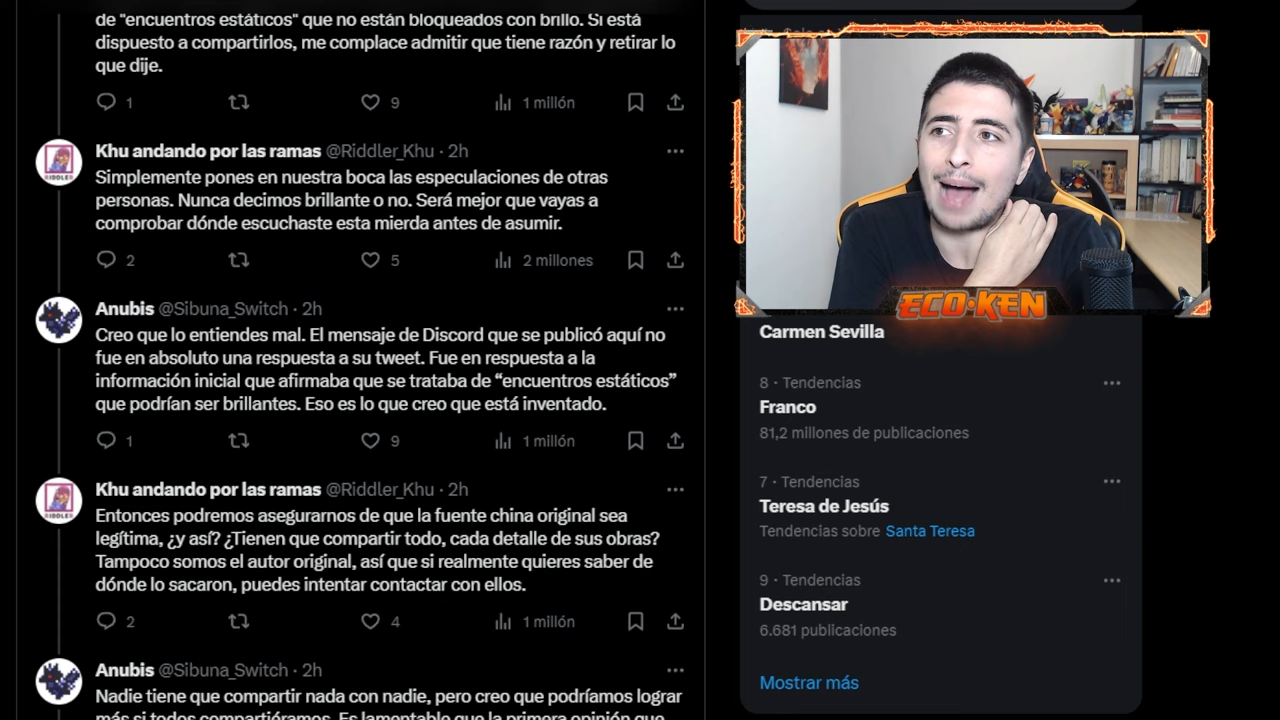 de "encuentros estáticos" que no están bloqueados con brillo. Si está
dispuesto a compartirlos, me complace admitir que tiene razón y retirar lo
que dije.
1
9
1 millón
Khu andando por las ramas @Riddler_Khu · 2h
Simplemente pones en nuestra boca las especulaciones de otras
personas. Nunca decimos brillante o no. Será mejor que vayas a
comprobar dónde escuchaste esta mierda antes de asumir.
2
5
2 millones
Anubis @Sibuna_Switch · 2h
Creo que lo entiendes mal. El mensaje de Discord que se publicó aquí no
fue en absoluto una respuesta a su tweet. Fue en respuesta a la
información inicial que afirmaba que se trataba de “encuentros estáticos”
que podrían ser brillantes. Eso es lo que creo que está inventado.
1
9
1 millón
Khu andando por las ramas @Riddler_Khu · 2h
Entonces podremos asegurarnos de que la fuente china original sea
legítima, ¿y así? ¿Tienen que compartir todo, cada detalle de sus obras?
Tampoco somos el autor original, así que si realmente quieres saber de
dónde lo sacaron, puedes intentar contactar con ellos.
2
4
1 millón
Anubis @Sibuna_Switch · 2h
Nadie tiene que compartir nada con nadie, pero creo que podríamos lograr
más si todos compartiéramos. Es lamentable que la primera opinión que
ECO·KEN
Carmen Sevilla
8 · Tendencias
Franco
81,2 millones de publicaciones
7 · Tendencias
Teresa de Jesús
Tendencias sobre Santa Teresa
9 · Tendencias
Descansar
6.681 publicaciones
Mostrar más